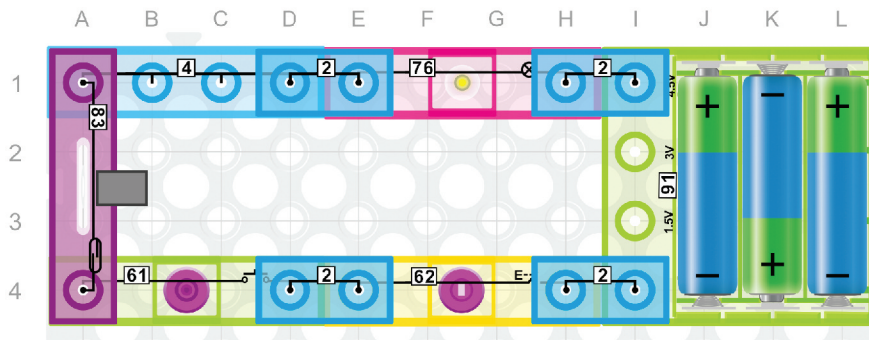 A B C D E F G H I J K L
1 4 2 76 2 4.5V + − +
83
2 3V
91
3 1.5V
− + −
4 61 2 62 E 2